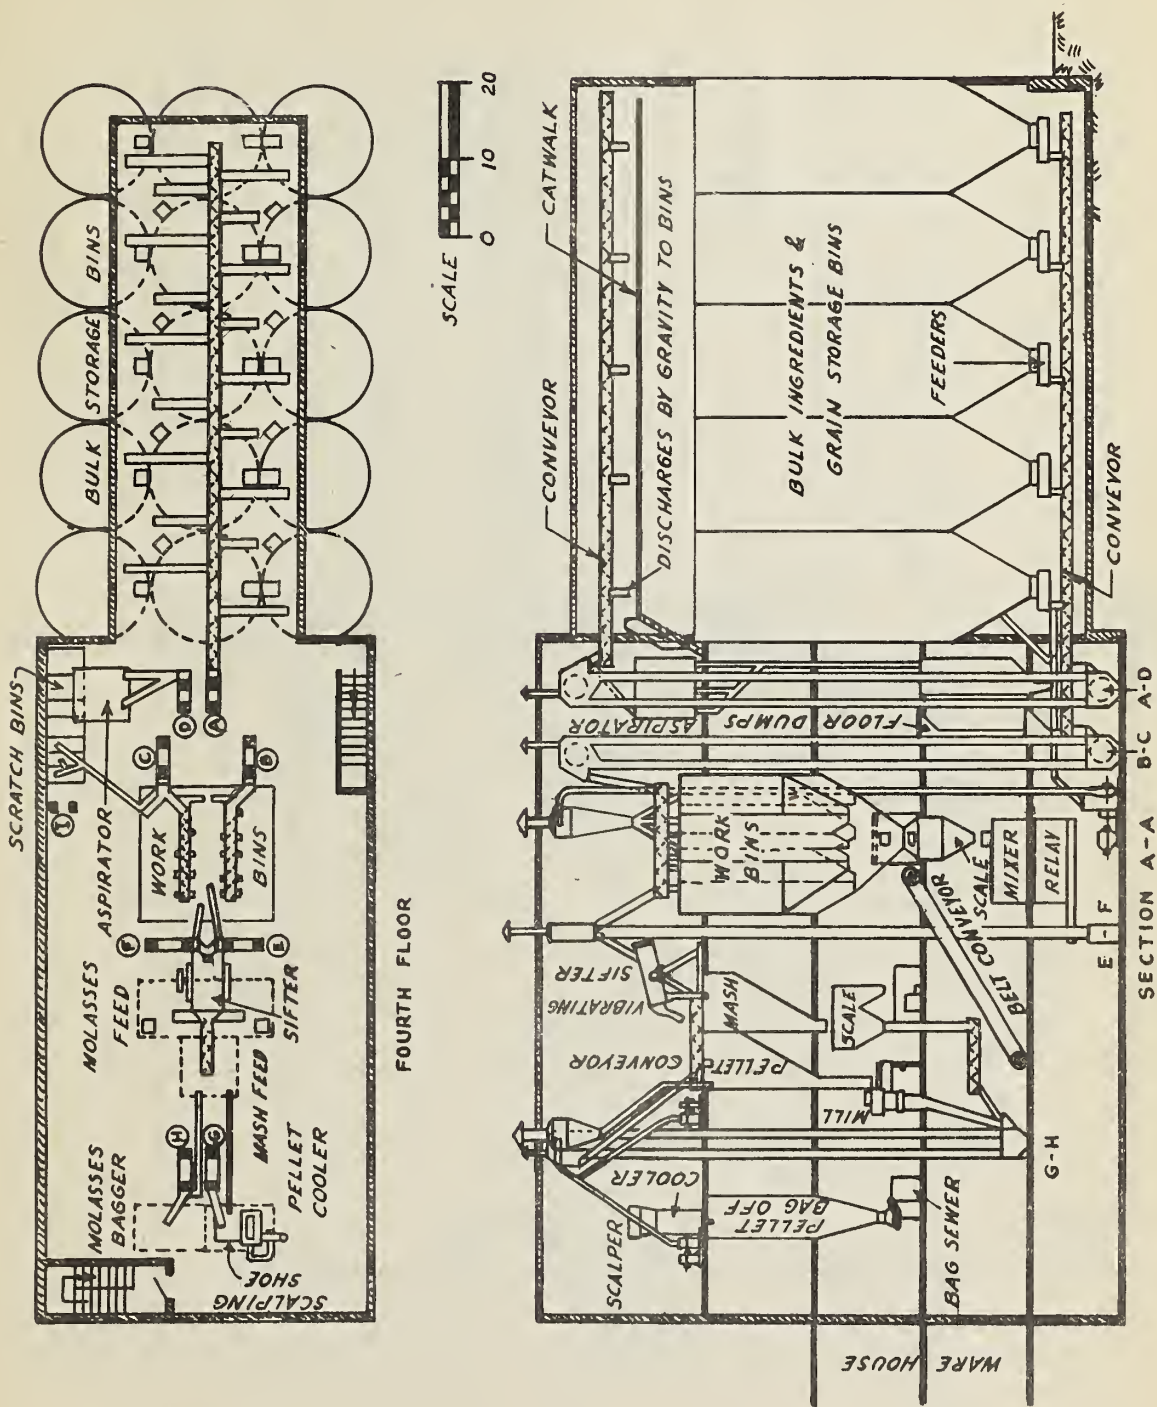 SCRATCH BINS
ASPIRATOR
BULK STORAGE BINS
I
C
D
A
B
WORK
BINS
F
E
MOLASSES
FEED
SIFTER
MASH FEED
H
G
MOLASSES
BAGGER
PELLET
COOLER
SCALPING
SHOE
FOURTH FLOOR
SCALE
0 10 20
CONVEYOR
CATWALK
DISCHARGES BY GRAVITY TO BINS
BULK INGREDIENTS &
GRAIN STORAGE BINS
FEEDERS
CONVEYOR
ASPIRATOR
FLOOR DUMPS
WORK
BINS
SCALE
MIXER
RELAY
BELT CONVEYOR
VIBRATING
SIFTER
MASH
SCALE
CONVEYOR
PELLETS
MILL
COOLER
SCALPER
PELLET
BAG OFF
BAG SEWER
WARE HOUSE
G-H
E-F
B-C
A-D
SECTION A-A